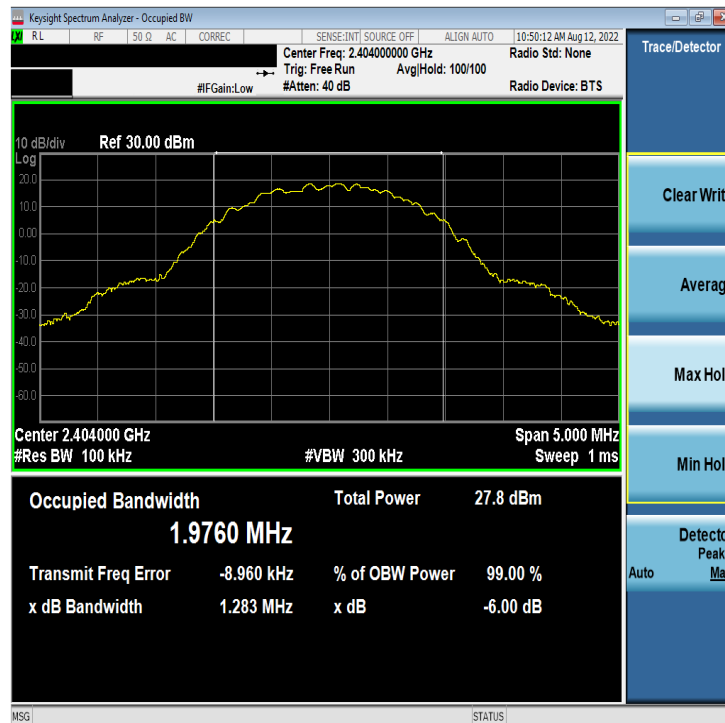 Keysight Spectrum Analyzer - Occupied BW
RL RF 50 Ω AC CORREC SENSE:INT SOURCE OFF ALIGN AUTO 10:50:12 AM Aug 12, 2022
Center Freq: 2.404000000 GHz Radio Std: None
Trig: Free Run Avg|Hold: 100/100
#IFGain:Low #Atten: 40 dB Radio Device: BTS
10 dB/div Ref 30.00 dBm
Log
20.0
10.0
0.00
-10.0
-20.0
-30.0
-40.0
-50.0
-60.0
Center 2.404000 GHz Span 5.000 MHz
#Res BW 100 kHz #VBW 300 kHz Sweep 1 ms
Occupied Bandwidth Total Power 27.8 dBm
1.9760 MHz
Transmit Freq Error -8.960 kHz % of OBW Power 99.00 %
x dB Bandwidth 1.283 MHz x dB -6.00 dB
MSG STATUS
Trace/Detector
Clear Writ
Averag
Max Hol
Min Hol
Detecto
Peak
Auto Ma